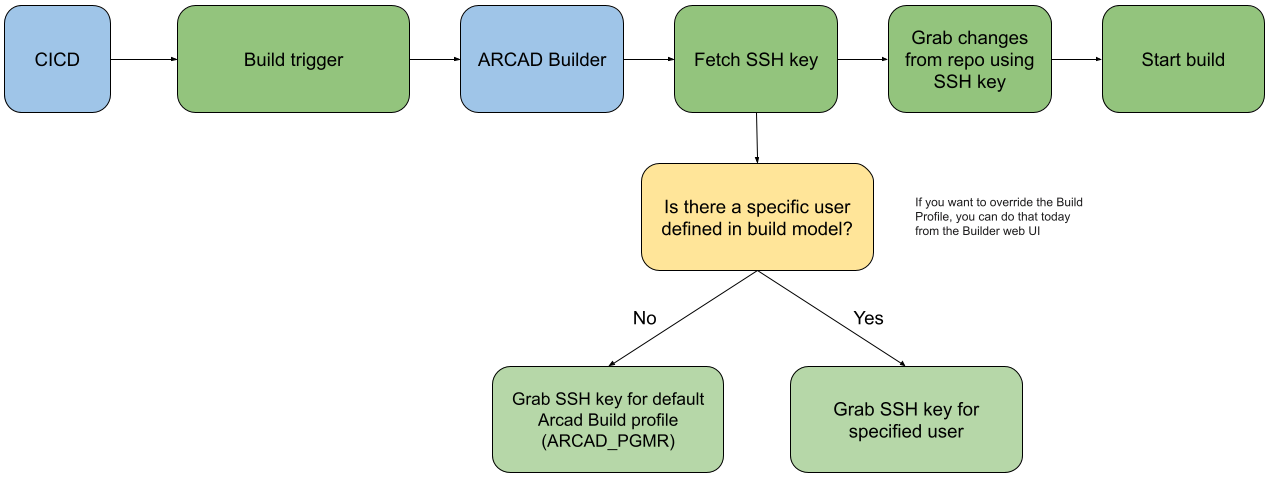 CICD
Build trigger
ARCAD Builder
Fetch SSH key
Grab changes
from repo using
SSH key
Start build
Is there a specific user
defined in build model?
If you want to override the Build
Profile, you can do that today
from the Builder web UI
No
Yes
Grab SSH key for default
Arcad Build profile
(ARCAD_PGMR)
Grab SSH key for
specified user